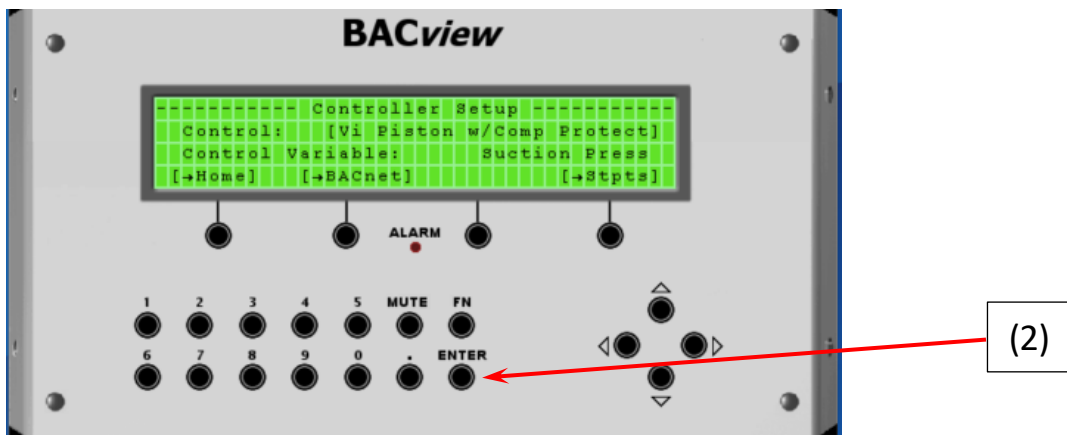 BACview
----------- Controller Setup -----------
Control: [Vi Piston w/Comp Protect]
Control Variable: Suction Press
[→Home] [→BACnet] [→Stpts]
ALARM
1 2 3 4 5 MUTE FN
6 7 8 9 0 . ENTER
(2)